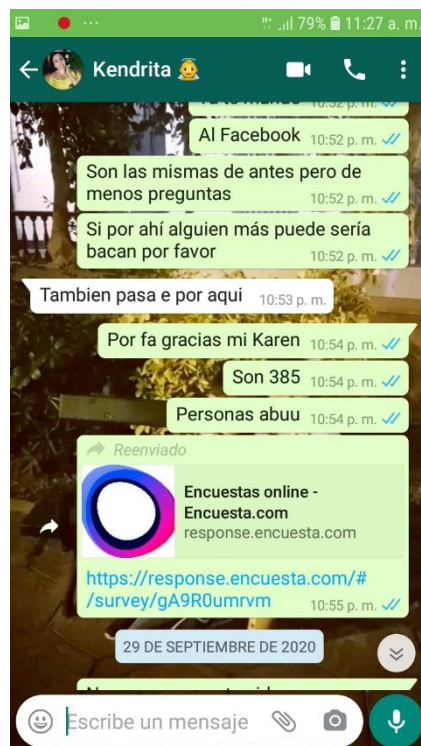 79% 11:27 a. m.
Kendrita
10:52 p. m.
Al Facebook 10:52 p. m.
Son las mismas de antes pero de
menos preguntas 10:52 p. m.
Si por ahí alguien más puede sería
bacan por favor 10:52 p. m.
Tambien pasa e por aqui 10:53 p. m.
Por fa gracias mi Karen 10:54 p. m.
Son 385 10:54 p. m.
Personas abuu 10:54 p. m.
Reenviado
Encuestas online -
Encuesta.com
response.encuesta.com
https://response.encuesta.com/#
/survey/gA9R0umrvm 10:55 p. m.
29 DE SEPTIEMBRE DE 2020
Escribe un mensaje